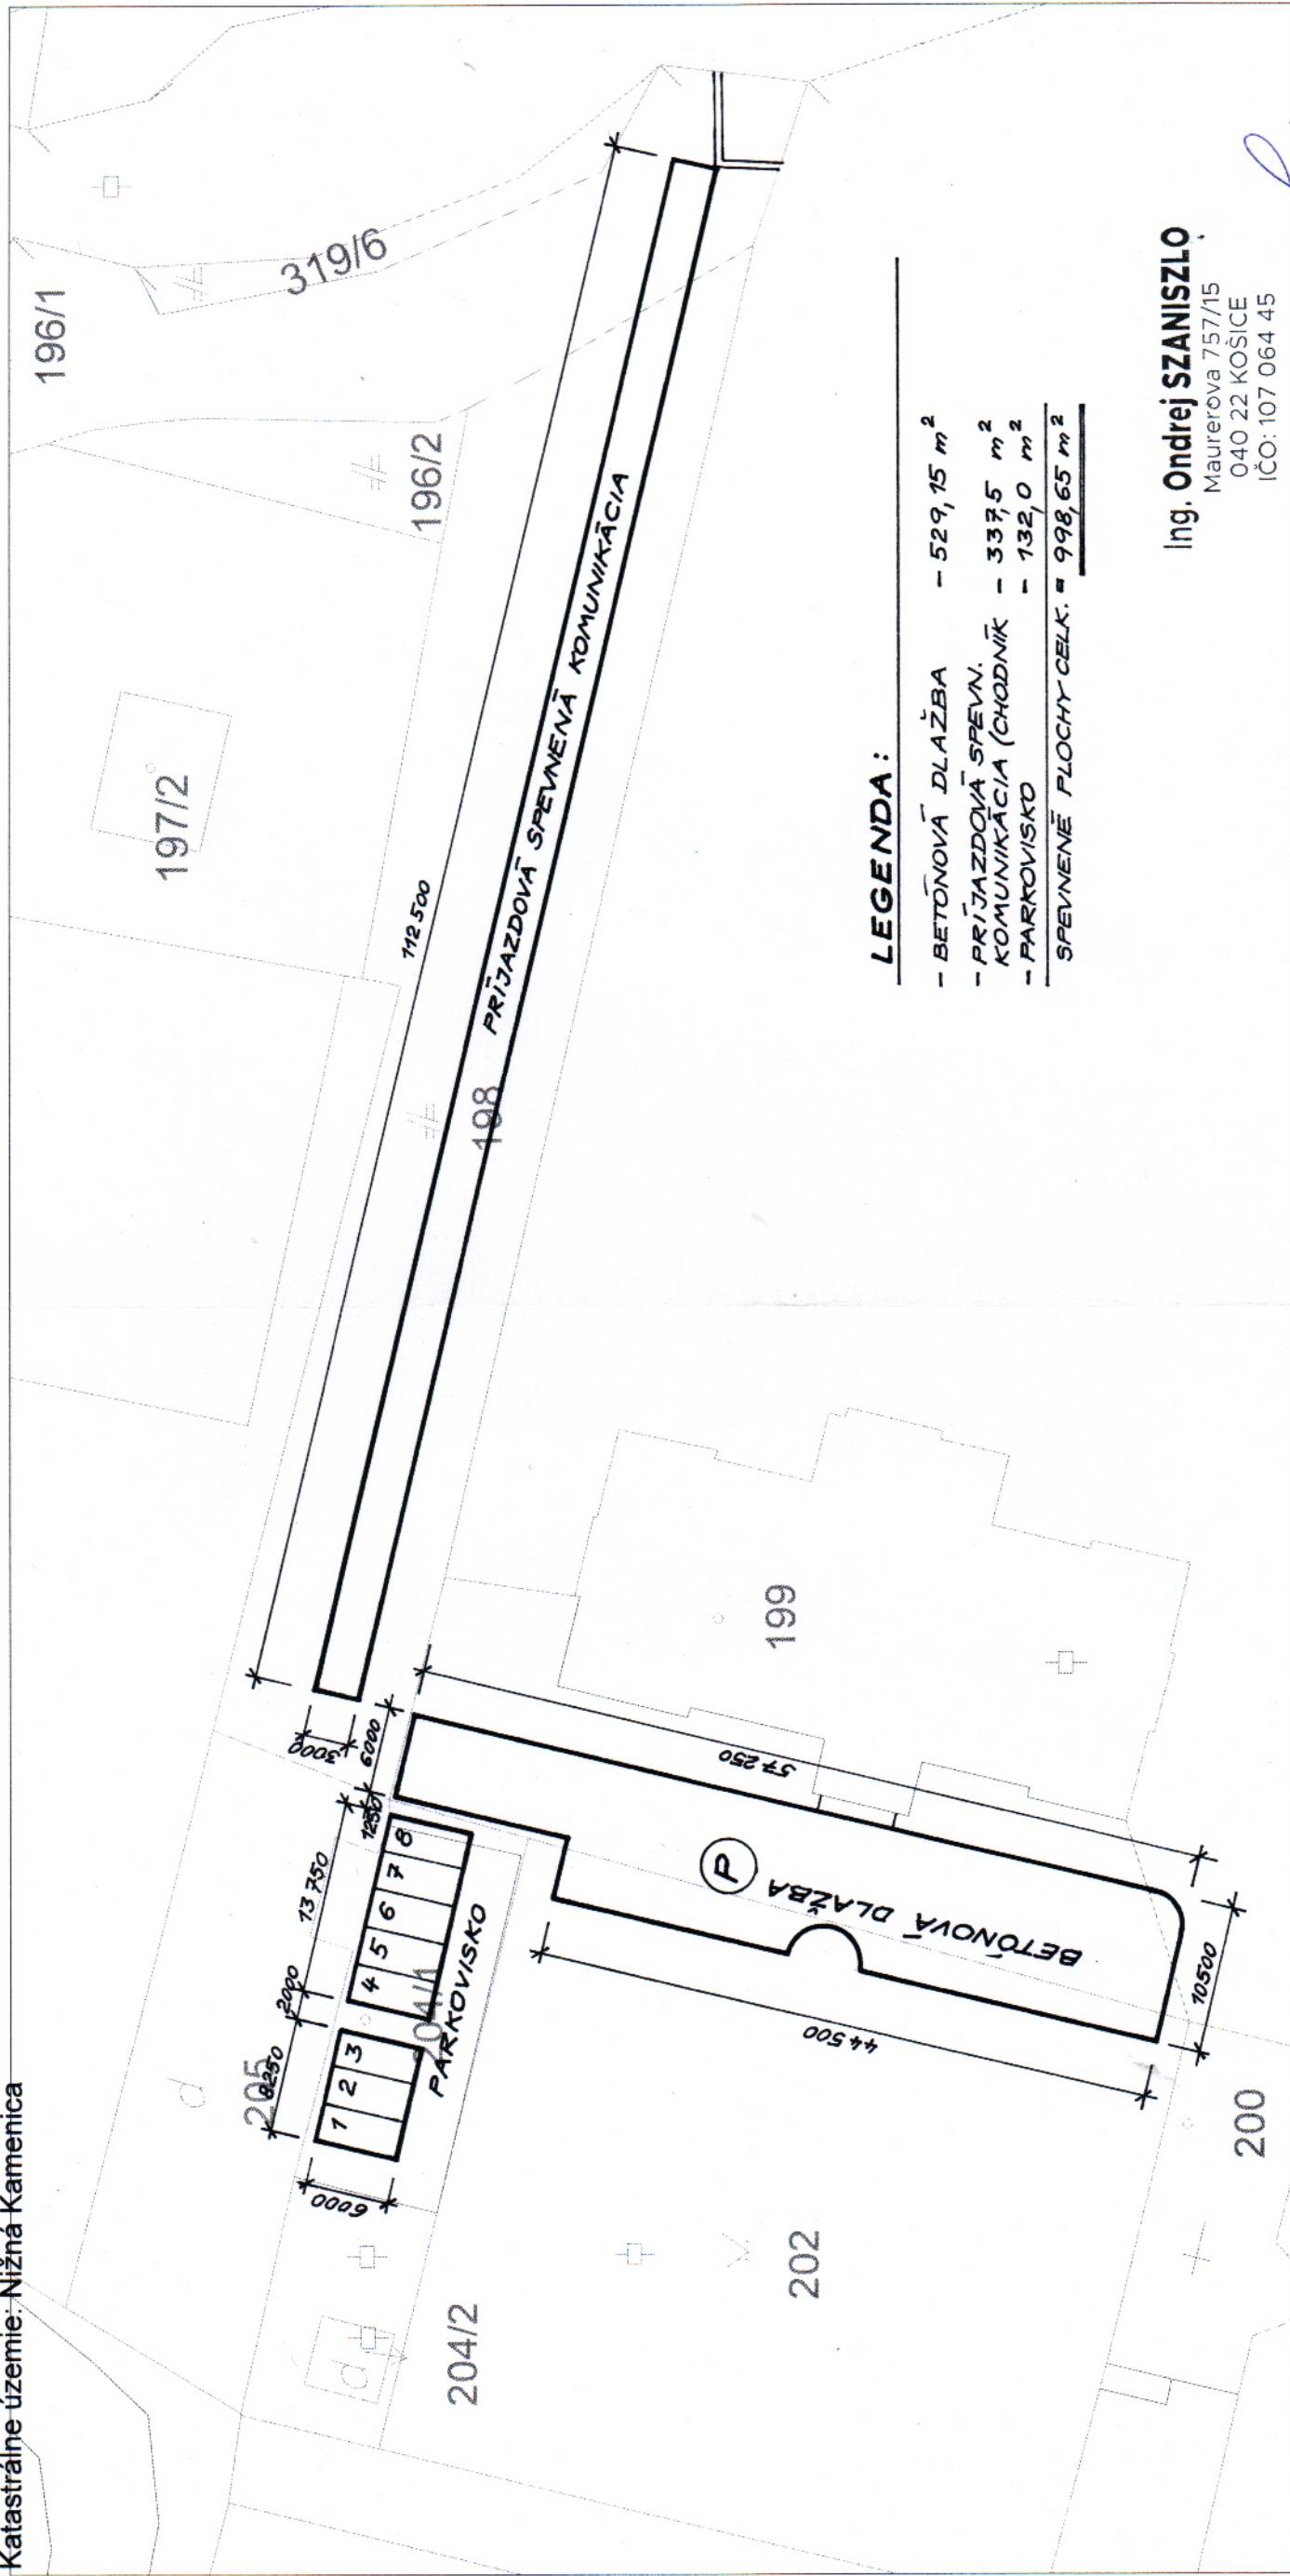 Katastrálne územie: Nižná Kamenica
196/1
319/6
196/2
197/2
112 500
PRÍJAZDOVÁ SPEVNENÁ KOMUNIKÁCIA
198
3000
6000
1250
13 750
2000
8250
205
6000
1 2 3
4 5 6 7 8
204/1
PARKOVISKO
204/2
202
200
199
57 250
P
BETÓNOVÁ DLAŽBA
44 500
10500
LEGENDA:
- BETÓNOVÁ DLAŽBA - 529,15 m²
- PRÍJAZDOVÁ SPEVN.
KOMUNIKÁCIA (CHODNÍK - 337,5 m²
- PARKOVISKO - 132,0 m²
SPEVNENÉ PLOCHY CELK. = 998,65 m²
Ing. Ondrej SZANISZLO
Maurerova 757/15
040 22 KOŠICE
IČO: 107 064 45